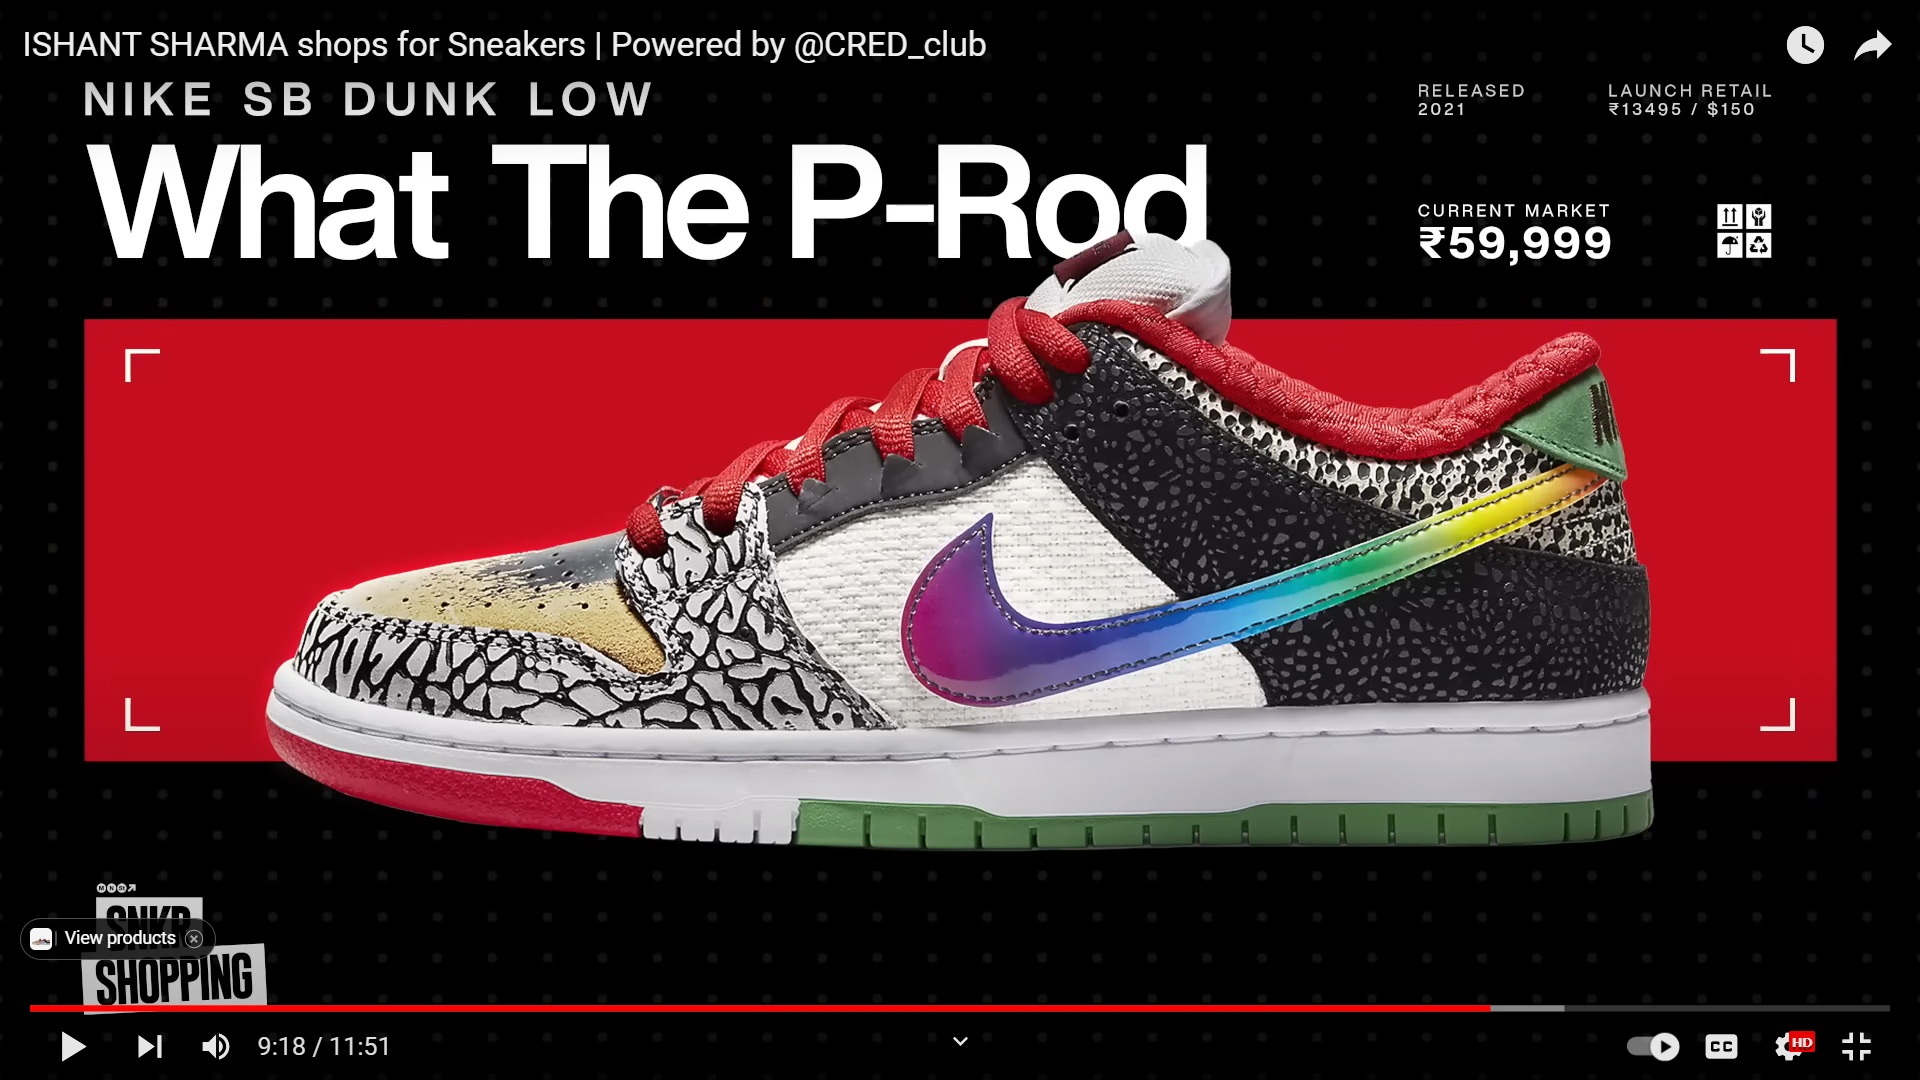 ISHANT SHARMA shops for Sneakers | Powered by @CRED_club
NIKE SB DUNK LOW
What The P-Rod
RELEASED
2021
LAUNCH RETAIL
₹13495 / $150
CURRENT MARKET
₹59,999
SNKR
View products
SHOPPING
9:18 / 11:51
CC
HD